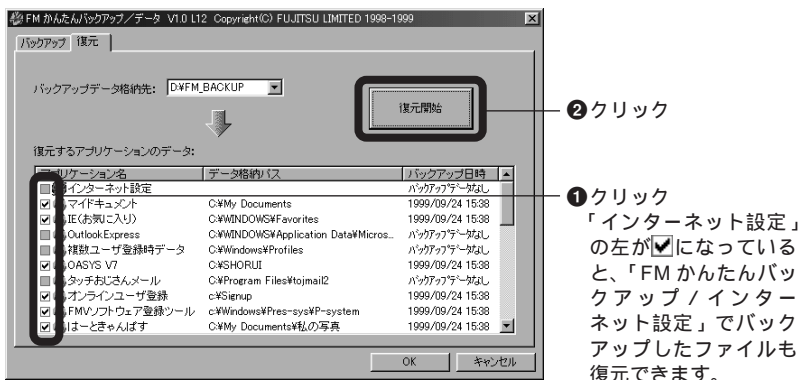 FM かんたんバックアップ／データ V1.0 L12 Copyright(C) FUJITSU LIMITED 1998-1999
バックアップ 復元
バックアップデータ格納先: D:¥FM_BACKUP
復元開始
❷クリック
復元するアプリケーションのデータ:
アプリケーション名 データ格納パス バックアップ日時
インターネット設定 バックアップデータなし
マイドキュメント C:¥My Documents 1999/09/24 15:38
IE(お気に入り) C:¥WINDOWS¥Favorites 1999/09/24 15:38
OutlookExpress C:¥WINDOWS¥Application Data¥Micros... バックアップデータなし
複数ユーザ登録時データ C:¥Windows¥Profiles バックアップデータなし
OASYS V7 C:¥SHORUI 1999/09/24 15:38
タッチおじさんメール C:¥Program Files¥tojmail2 バックアップデータなし
オンラインユーザ登録 c:¥Signup 1999/09/24 15:38
FMVソフトウェア登録ツール c:¥Windows¥Pres-sys¥P-system 1999/09/24 15:38
はーときゃんばす C:¥My Documents¥私の写真 1999/09/24 15:38
OK キャンセル
❶クリック
「インターネット設定」
の左が☑になっている
と、「FM かんたんバッ
クアップ / インター
ネット設定」でバック
アップしたファイルも
復元できます。